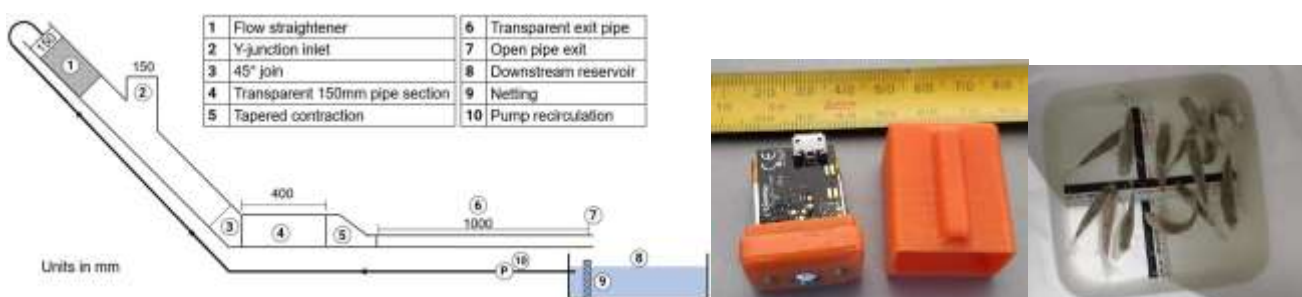 1 Flow straightener
2 Y-junction inlet
3 45° join
4 Transparent 150mm pipe section
5 Tapered contraction
6 Transparent exit pipe
7 Open pipe exit
8 Downstream reservoir
9 Netting
10 Pump recirculation
150
1
150
2
400
3
4
5
6
1000
7
P
10
8
9
Units in mm